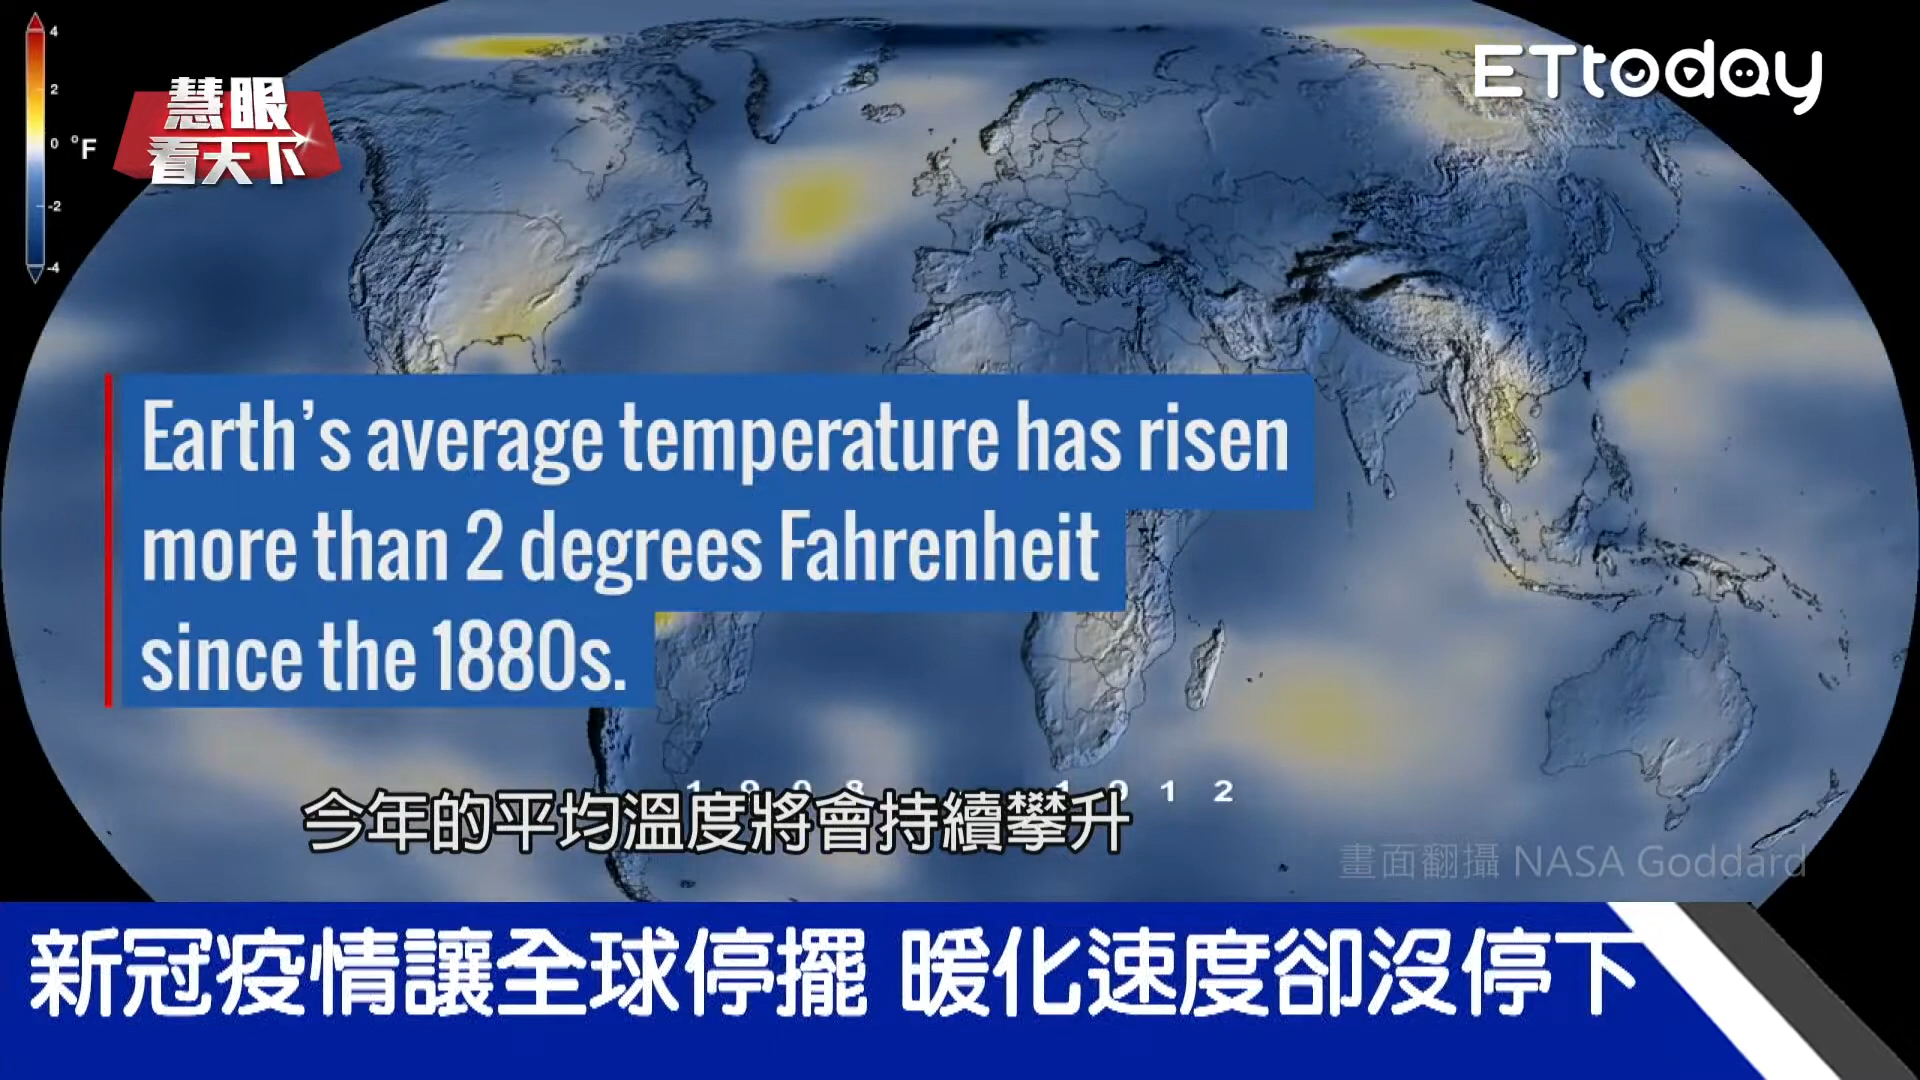 4
2
0
°F
-2
-4
慧眼
看天下
ETtoday
Earth's average temperature has risen
more than 2 degrees Fahrenheit
since the 1880s.
1908 1912
今年的平均溫度將會持續攀升
畫面翻攝 NASA Goddard
新冠疫情讓全球停擺 暖化速度卻沒停下